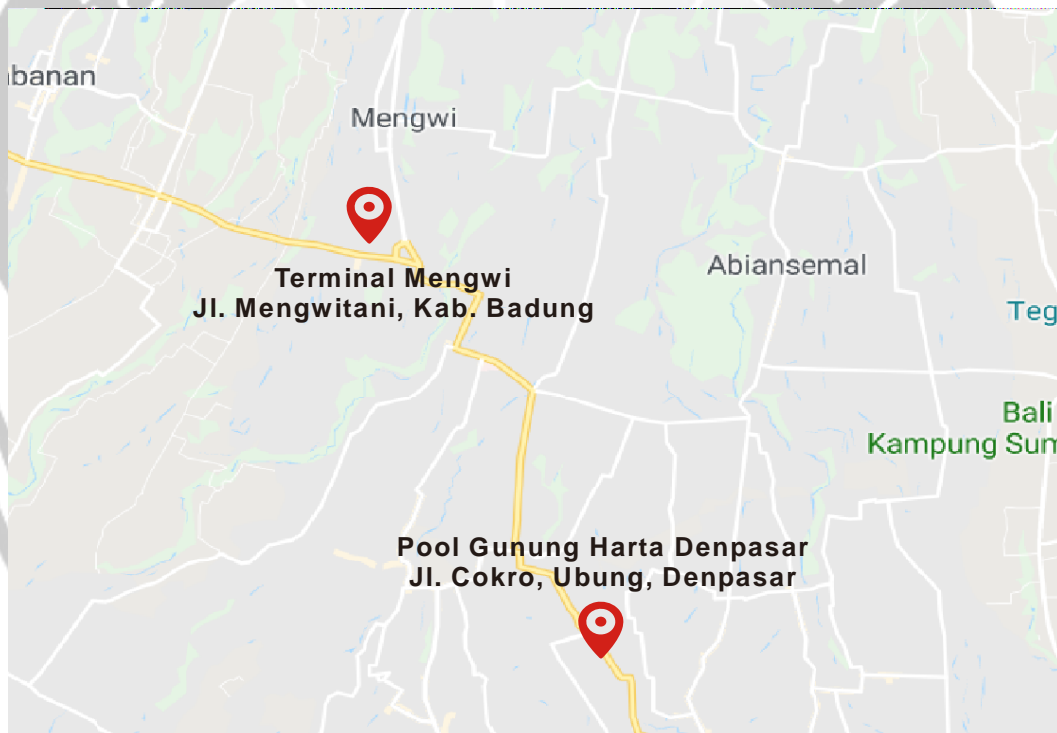 banan
Mengwi
Terminal Mengwi
Jl. Mengwitani, Kab. Badung
Abiansemal
Teg
Bali
Kampung Sum
Pool Gunung Harta Denpasar
Jl. Cokro, Ubung, Denpasar